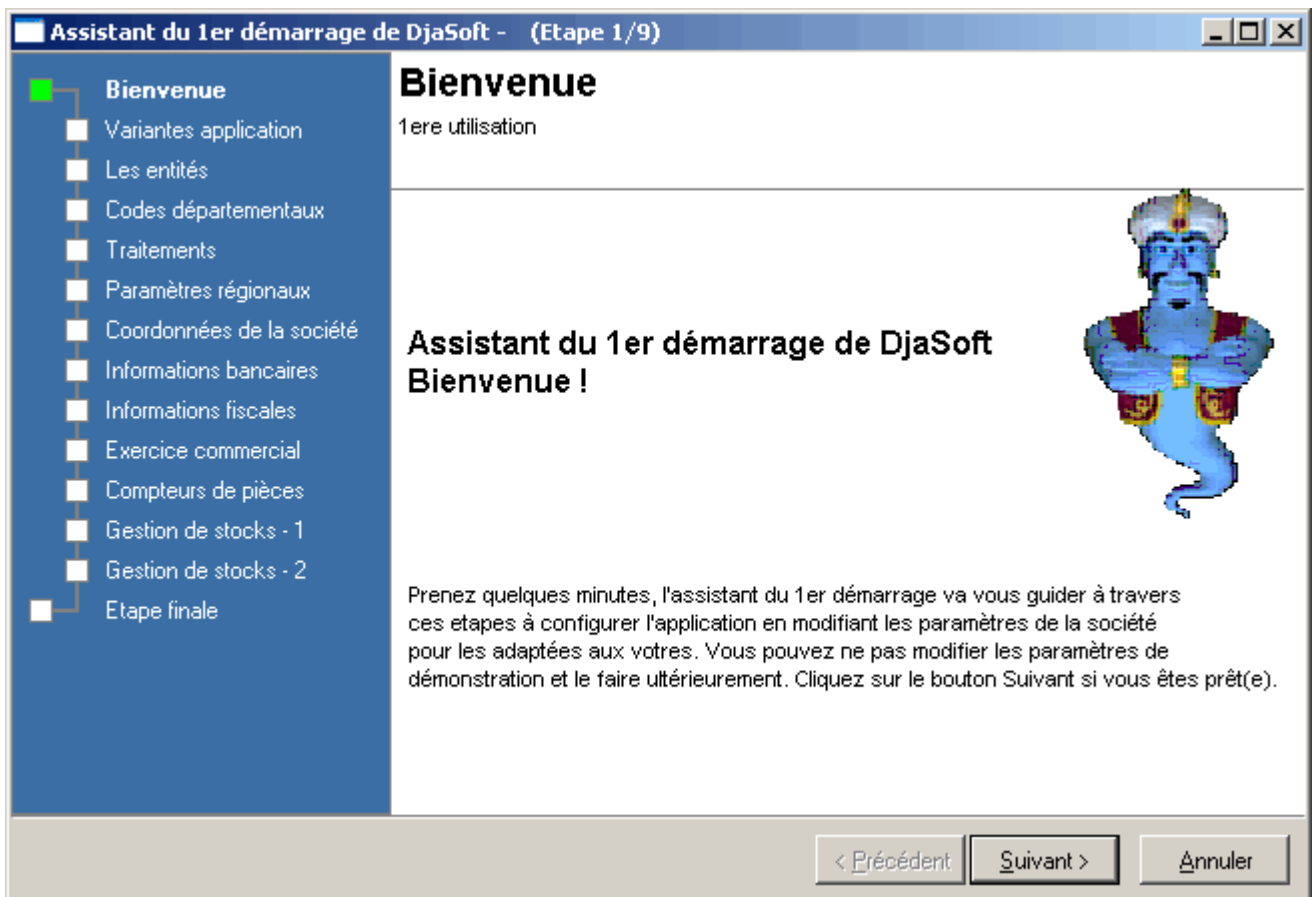 Assistant du 1er démarrage de DjaSoft - (Etape 1/9)
Bienvenue
Variantes application
Les entités
Codes départementaux
Traitements
Paramètres régionaux
Coordonnées de la société
Informations bancaires
Informations fiscales
Exercice commercial
Compteurs de pièces
Gestion de stocks - 1
Gestion de stocks - 2
Etape finale
Bienvenue
1ere utilisation
Assistant du 1er démarrage de DjaSoft
Bienvenue !
Prenez quelques minutes, l'assistant du 1er démarrage va vous guider à travers
ces etapes à configurer l'application en modifiant les paramètres de la société
pour les adaptées aux votres. Vous pouvez ne pas modifier les paramètres de
démonstration et le faire ultérieurement. Cliquez sur le bouton Suivant si vous êtes prêt(e).
< Précédent
Suivant >
Annuler